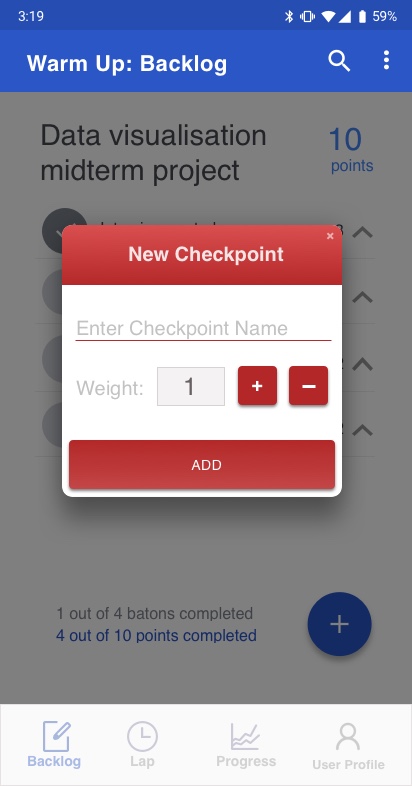 3:19
59%
Warm Up: Backlog
Data visualisation
midterm project
10
points
New Checkpoint
×
Enter Checkpoint Name
Weight:
1
+
−
ADD
1 out of 4 batons completed
4 out of 10 points completed
+
Backlog
Lap
Progress
User Profile